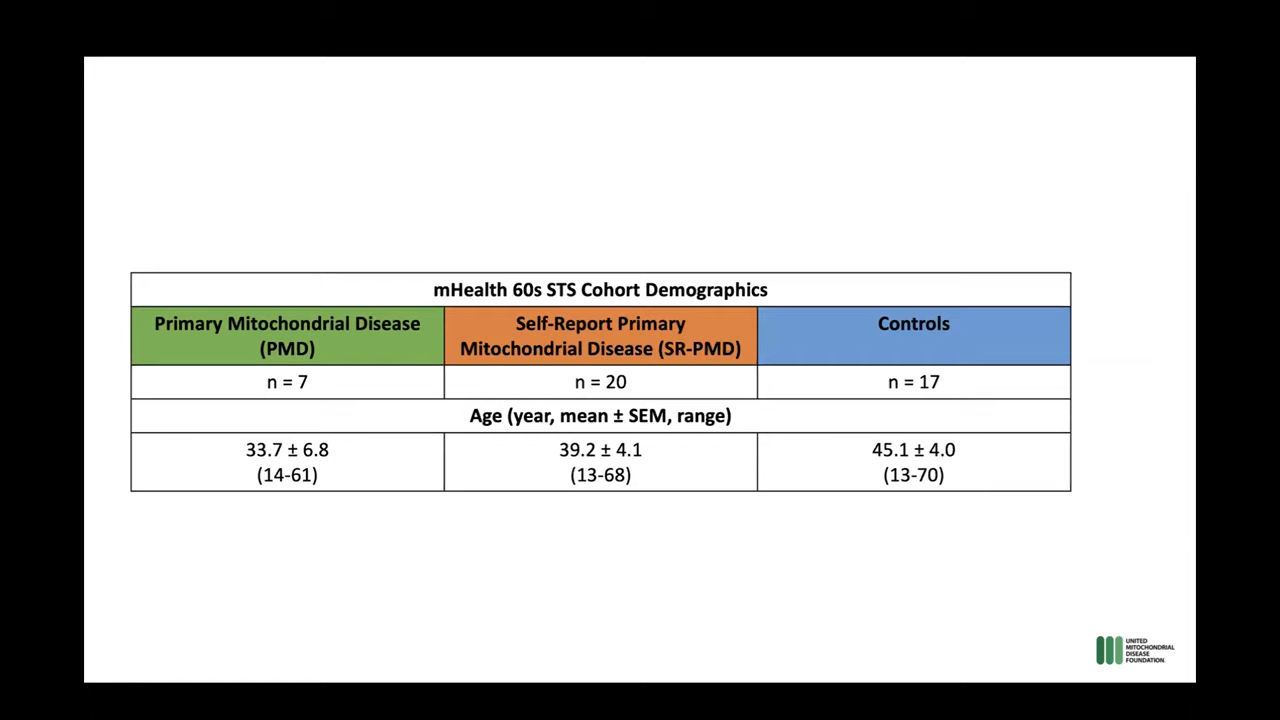 mHealth 60s STS Cohort Demographics
Primary Mitochondrial Disease
(PMD)
Self-Report Primary
Mitochondrial Disease (SR-PMD)
Controls
n = 7
n = 20
n = 17
Age (year, mean ± SEM, range)
33.7 ± 6.8
(14-61)
39.2 ± 4.1
(13-68)
45.1 ± 4.0
(13-70)
UNITED
MITOCHONDRIAL
DISEASE
FOUNDATION